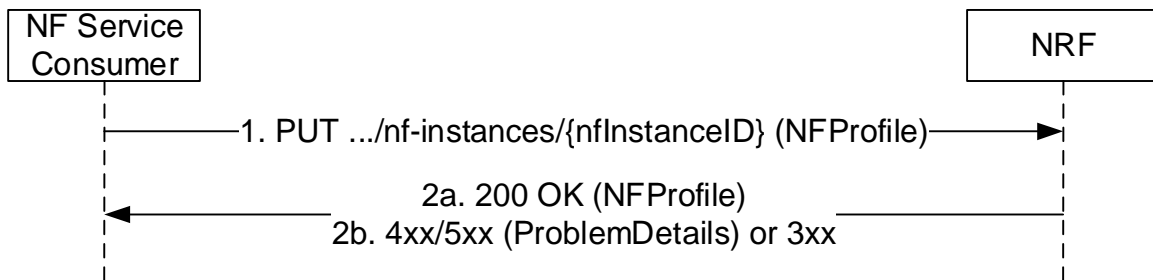 NF Service
Consumer
NRF
1. PUT .../nf-instances/{nfInstanceID} (NFProfile)
2a. 200 OK (NFProfile)
2b. 4xx/5xx (ProblemDetails) or 3xx